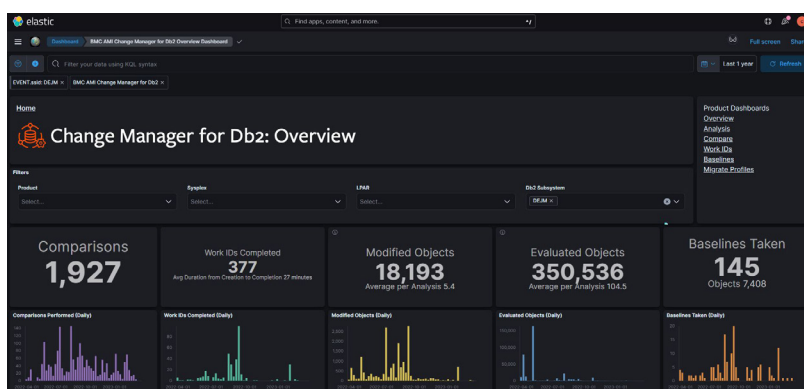 elastic
Find apps, content, and more.
Dashboard
BMC AMI Change Manager for Db2 Overview Dashboard
Full screen
Shar
Filter your data using KQL syntax
Last 1 year
Refresh
EVENT.ssid: DEJM ×
BMC AMI Change Manager for Db2 ×
Home
Change Manager for Db2: Overview
Product Dashboards
Overview
Analysis
Compare
Work IDs
Baselines
Migrate Profiles
Filters
Product
Sysplex
LPAR
Db2 Subsystem
Select...
Select...
Select...
DEJM ×
Comparisons
1,927
Work IDs Completed
377
Avg Duration from Creation to Completion 27 minutes
Modified Objects
18,193
Average per Analysis 5.4
Evaluated Objects
350,536
Average per Analysis 104.5
Baselines Taken
145
Objects 7,408
Comparisons Performed (Daily)
Work IDs Completed (Daily)
Modified Objects (Daily)
Evaluated Objects (Daily)
Baselines Taken (Daily)